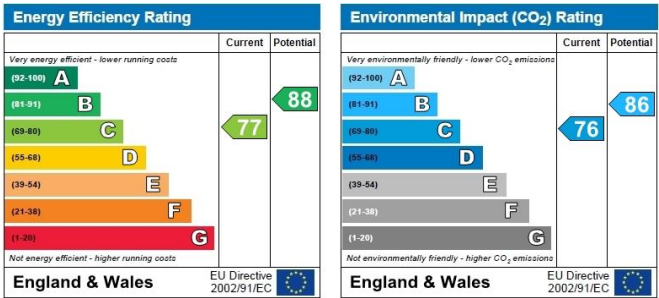 Energy Efficiency Rating
Current Potential
Very energy efficient - lower running costs
(92-100) A
(81-91) B
(69-80) C
(55-68) D
(39-54) E
(21-38) F
(1-20) G
77
88
Not energy efficient - higher running costs
England & Wales
EU Directive
2002/91/EC
Environmental Impact (CO₂) Rating
Current Potential
Very environmentally friendly - lower CO₂ emissions
(92-100) A
(81-91) B
(69-80) C
(55-68) D
(39-54) E
(21-38) F
(1-20) G
76
86
Not environmentally friendly - higher CO₂ emissions
England & Wales
EU Directive
2002/91/EC